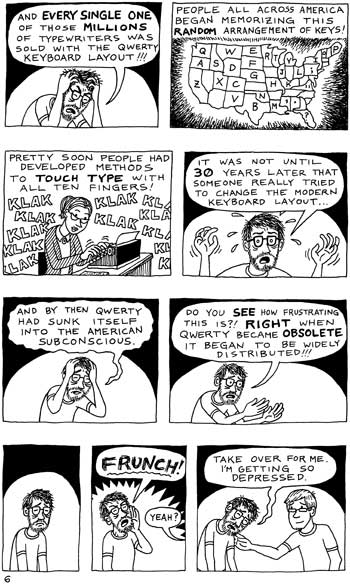 AND EVERY SINGLE ONE
OF THOSE MILLIONS
OF TYPEWRITERS WAS
SOLD WITH THE QWERTY
KEYBOARD LAYOUT!!!
PEOPLE ALL ACROSS AMERICA
BEGAN MEMORIZING THIS
RANDOM ARRANGEMENT OF KEYS!
PRETTY SOON PEOPLE HAD
DEVELOPED METHODS
TO TOUCH TYPE WITH
ALL TEN FINGERS!
KLAK KLAK KLAK
KLAK KLAK
KLAK KLAK
KLAK
KLAK
IT WAS NOT UNTIL
30 YEARS LATER THAT
SOMEONE REALLY TRIED
TO CHANGE THE MODERN
KEYBOARD LAYOUT...
AND BY THEN QWERTY
HAD SUNK ITSELF
INTO THE AMERICAN
SUBCONSCIOUS.
DO YOU SEE HOW FRUSTRATING
THIS IS?! RIGHT WHEN
QWERTY BECAME OBSOLETE
IT BEGAN TO BE WIDELY
DISTRIBUTED!!!
FRUNCH!
YEAH?
TAKE OVER FOR ME.
I'M GETTING SO
DEPRESSED.
6